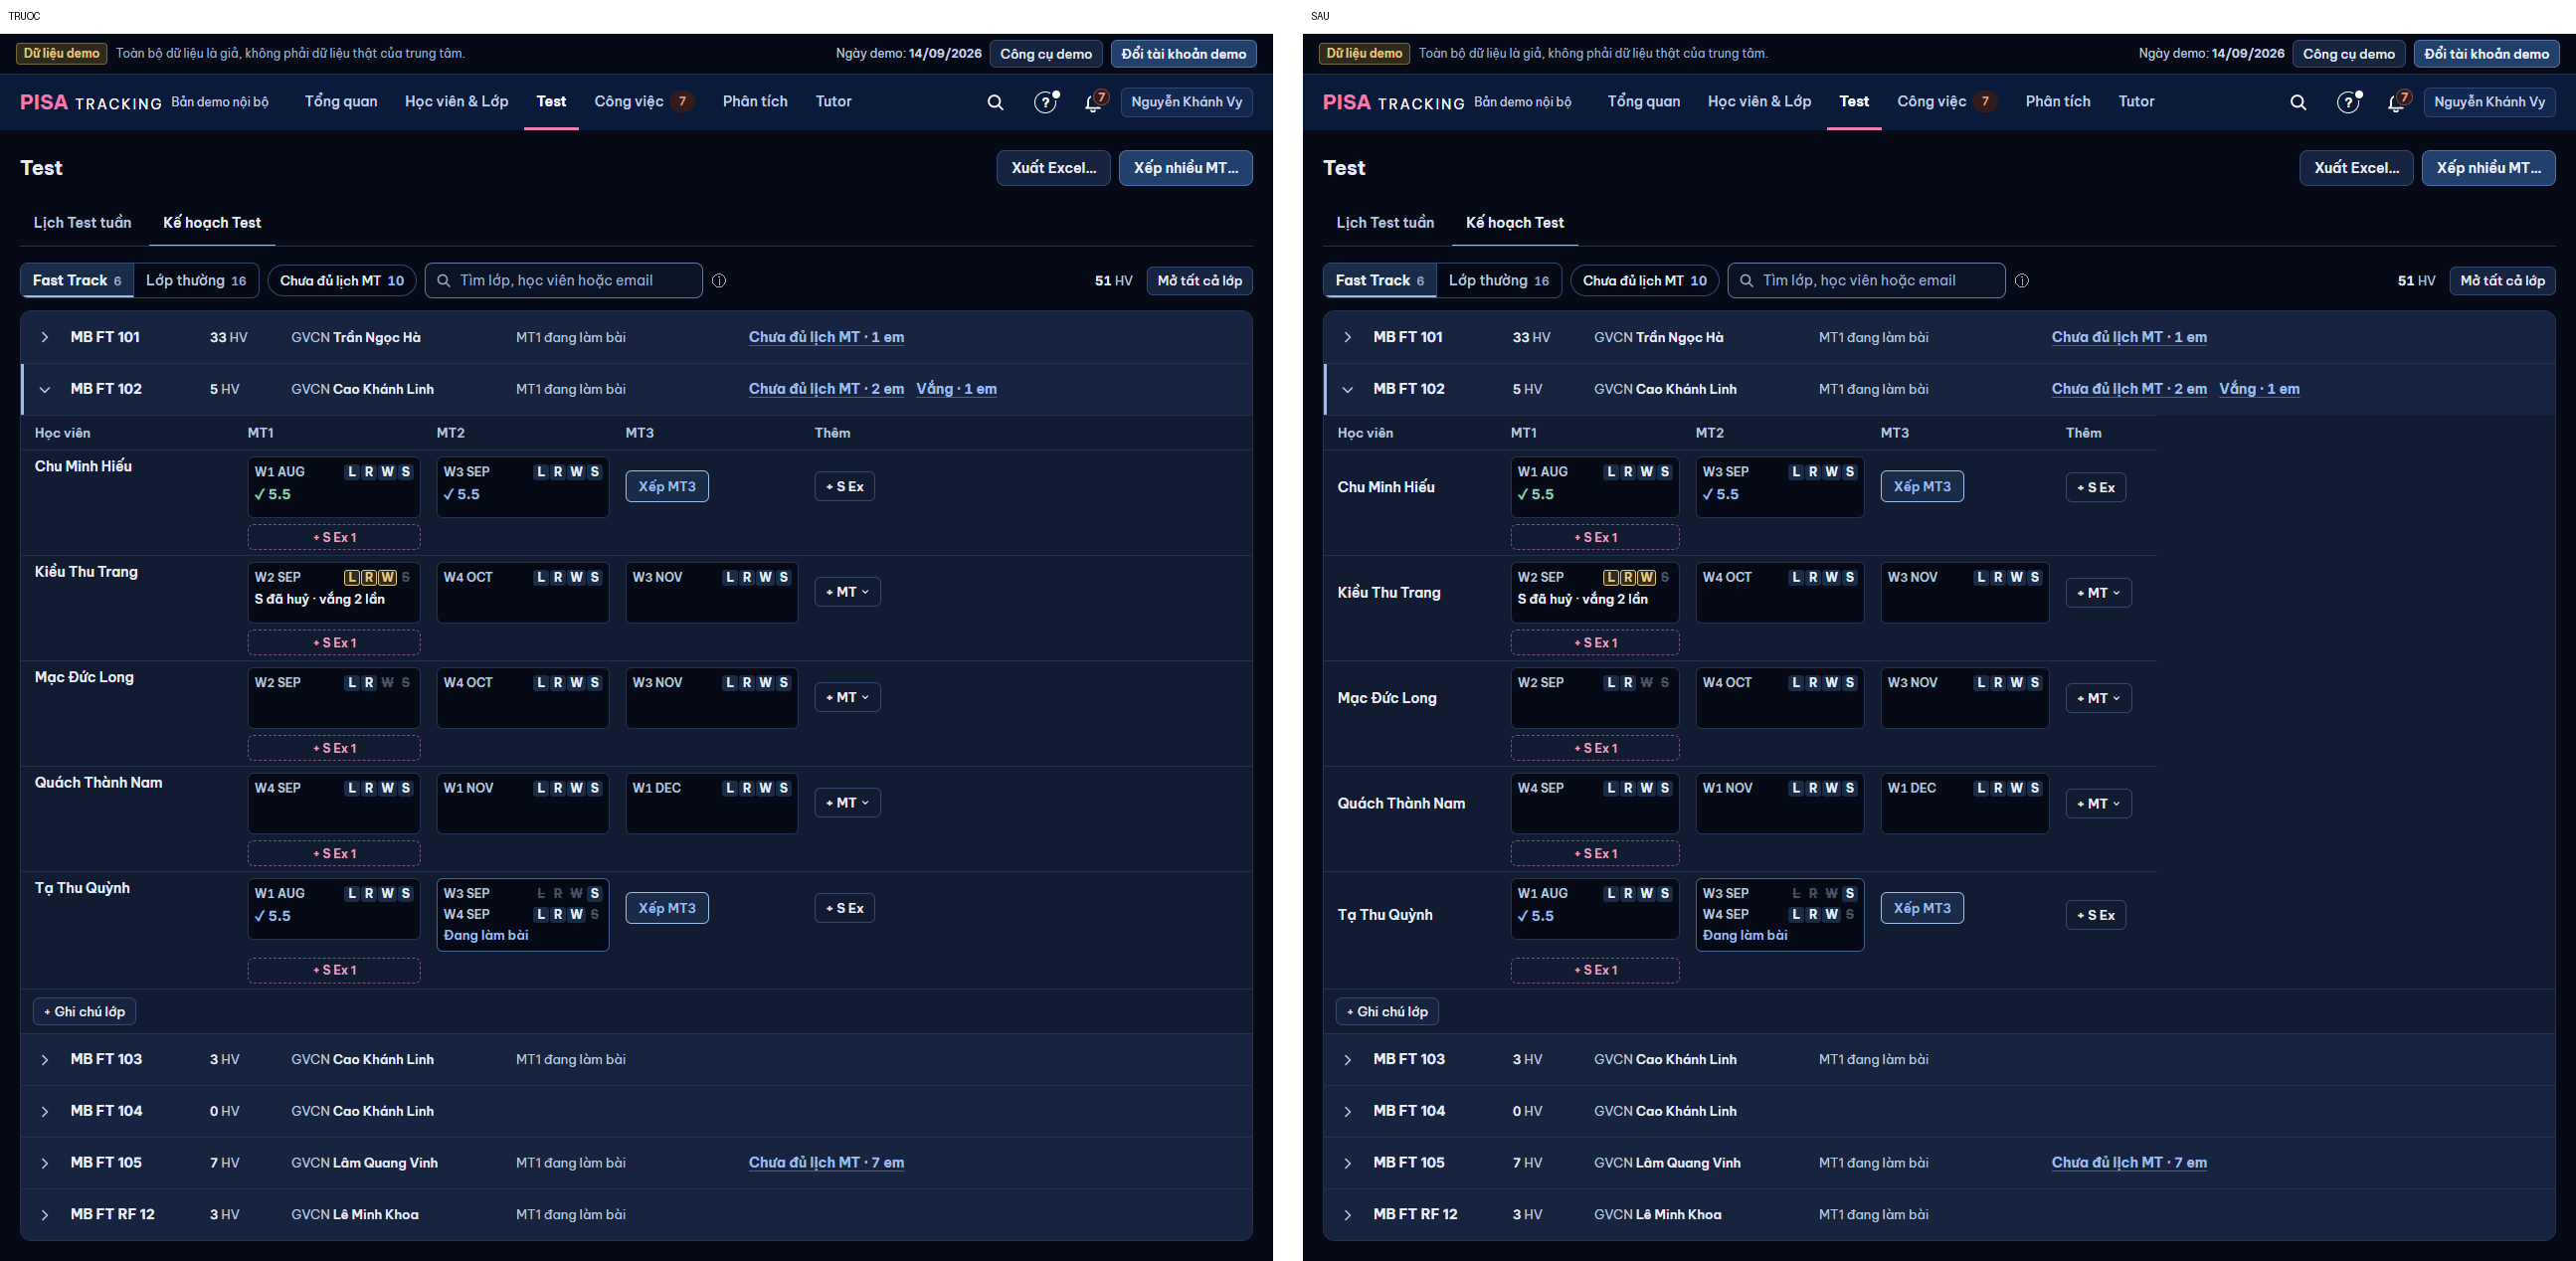 TRUOC
Dữ liệu demo Toàn bộ dữ liệu là giả, không phải dữ liệu thật của trung tâm. Ngày demo: 14/09/2026 Công cụ demo Đổi tài khoản demo
PISA TRACKING Bản demo nội bộ Tổng quan Học viên & Lớp Test Công việc 7 Phân tích Tutor ? 7 Nguyễn Khánh Vy
Test Xuất Excel... Xếp nhiều MT...
Lịch Test tuần Kế hoạch Test
Fast Track 6 Lớp thường 16 Chưa đủ lịch MT 10 Tìm lớp, học viên hoặc email 51 HV Mở tất cả lớp
MB FT 101 33 HV GVCN Trần Ngọc Hà MT1 đang làm bài Chưa đủ lịch MT · 1 em
MB FT 102 5 HV GVCN Cao Khánh Linh MT1 đang làm bài Chưa đủ lịch MT · 2 em Vắng · 1 em
Học viên MT1 MT2 MT3 Thêm
Chu Minh Hiếu W1 AUG L R W S W3 SEP L R W S Xếp MT3 + S Ex
✓ 5.5 ✓ 5.5
+ S Ex 1
Kiều Thu Trang W2 SEP L R W S W4 OCT L R W S W3 NOV L R W S + MT
S đã huỷ · vắng 2 lần
+ S Ex 1
Mạc Đức Long W2 SEP L R W S W4 OCT L R W S W3 NOV L R W S + MT
+ S Ex 1
Quách Thành Nam W4 SEP L R W S W1 NOV L R W S W1 DEC L R W S + MT
+ S Ex 1
Tạ Thu Quỳnh W1 AUG L R W S W3 SEP L R W S Xếp MT3 + S Ex
✓ 5.5 W4 SEP L R W S
Đang làm bài
+ S Ex 1
+ Ghi chú lớp
MB FT 103 3 HV GVCN Cao Khánh Linh MT1 đang làm bài
MB FT 104 0 HV GVCN Cao Khánh Linh
MB FT 105 7 HV GVCN Lâm Quang Vinh MT1 đang làm bài Chưa đủ lịch MT · 7 em
MB FT RF 12 3 HV GVCN Lê Minh Khoa MT1 đang làm bài
SAU
Dữ liệu demo Toàn bộ dữ liệu là giả, không phải dữ liệu thật của trung tâm. Ngày demo: 14/09/2026 Công cụ demo Đổi tài khoản demo
PISA TRACKING Bản demo nội bộ Tổng quan Học viên & Lớp Test Công việc 7 Phân tích Tutor ? 7 Nguyễn Khánh Vy
Test Xuất Excel... Xếp nhiều MT...
Lịch Test tuần Kế hoạch Test
Fast Track 6 Lớp thường 16 Chưa đủ lịch MT 10 Tìm lớp, học viên hoặc email 51 HV Mở tất cả lớp
MB FT 101 33 HV GVCN Trần Ngọc Hà MT1 đang làm bài Chưa đủ lịch MT · 1 em
MB FT 102 5 HV GVCN Cao Khánh Linh MT1 đang làm bài Chưa đủ lịch MT · 2 em Vắng · 1 em
Học viên MT1 MT2 MT3 Thêm
Chu Minh Hiếu W1 AUG L R W S W3 SEP L R W S Xếp MT3 + S Ex
✓ 5.5 ✓ 5.5
+ S Ex 1
Kiều Thu Trang W2 SEP L R W S W4 OCT L R W S W3 NOV L R W S + MT
S đã huỷ · vắng 2 lần
+ S Ex 1
Mạc Đức Long W2 SEP L R W S W4 OCT L R W S W3 NOV L R W S + MT
+ S Ex 1
Quách Thành Nam W4 SEP L R W S W1 NOV L R W S W1 DEC L R W S + MT
+ S Ex 1
Tạ Thu Quỳnh W1 AUG L R W S W3 SEP L R W S Xếp MT3 + S Ex
✓ 5.5 W4 SEP L R W S
Đang làm bài
+ S Ex 1
+ Ghi chú lớp
MB FT 103 3 HV GVCN Cao Khánh Linh MT1 đang làm bài
MB FT 104 0 HV GVCN Cao Khánh Linh
MB FT 105 7 HV GVCN Lâm Quang Vinh MT1 đang làm bài Chưa đủ lịch MT · 7 em
MB FT RF 12 3 HV GVCN Lê Minh Khoa MT1 đang làm bài